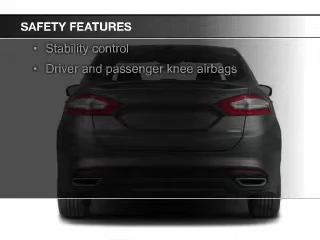 SAFETY FEATURES
• Stability control
• Driver and passenger knee airbags